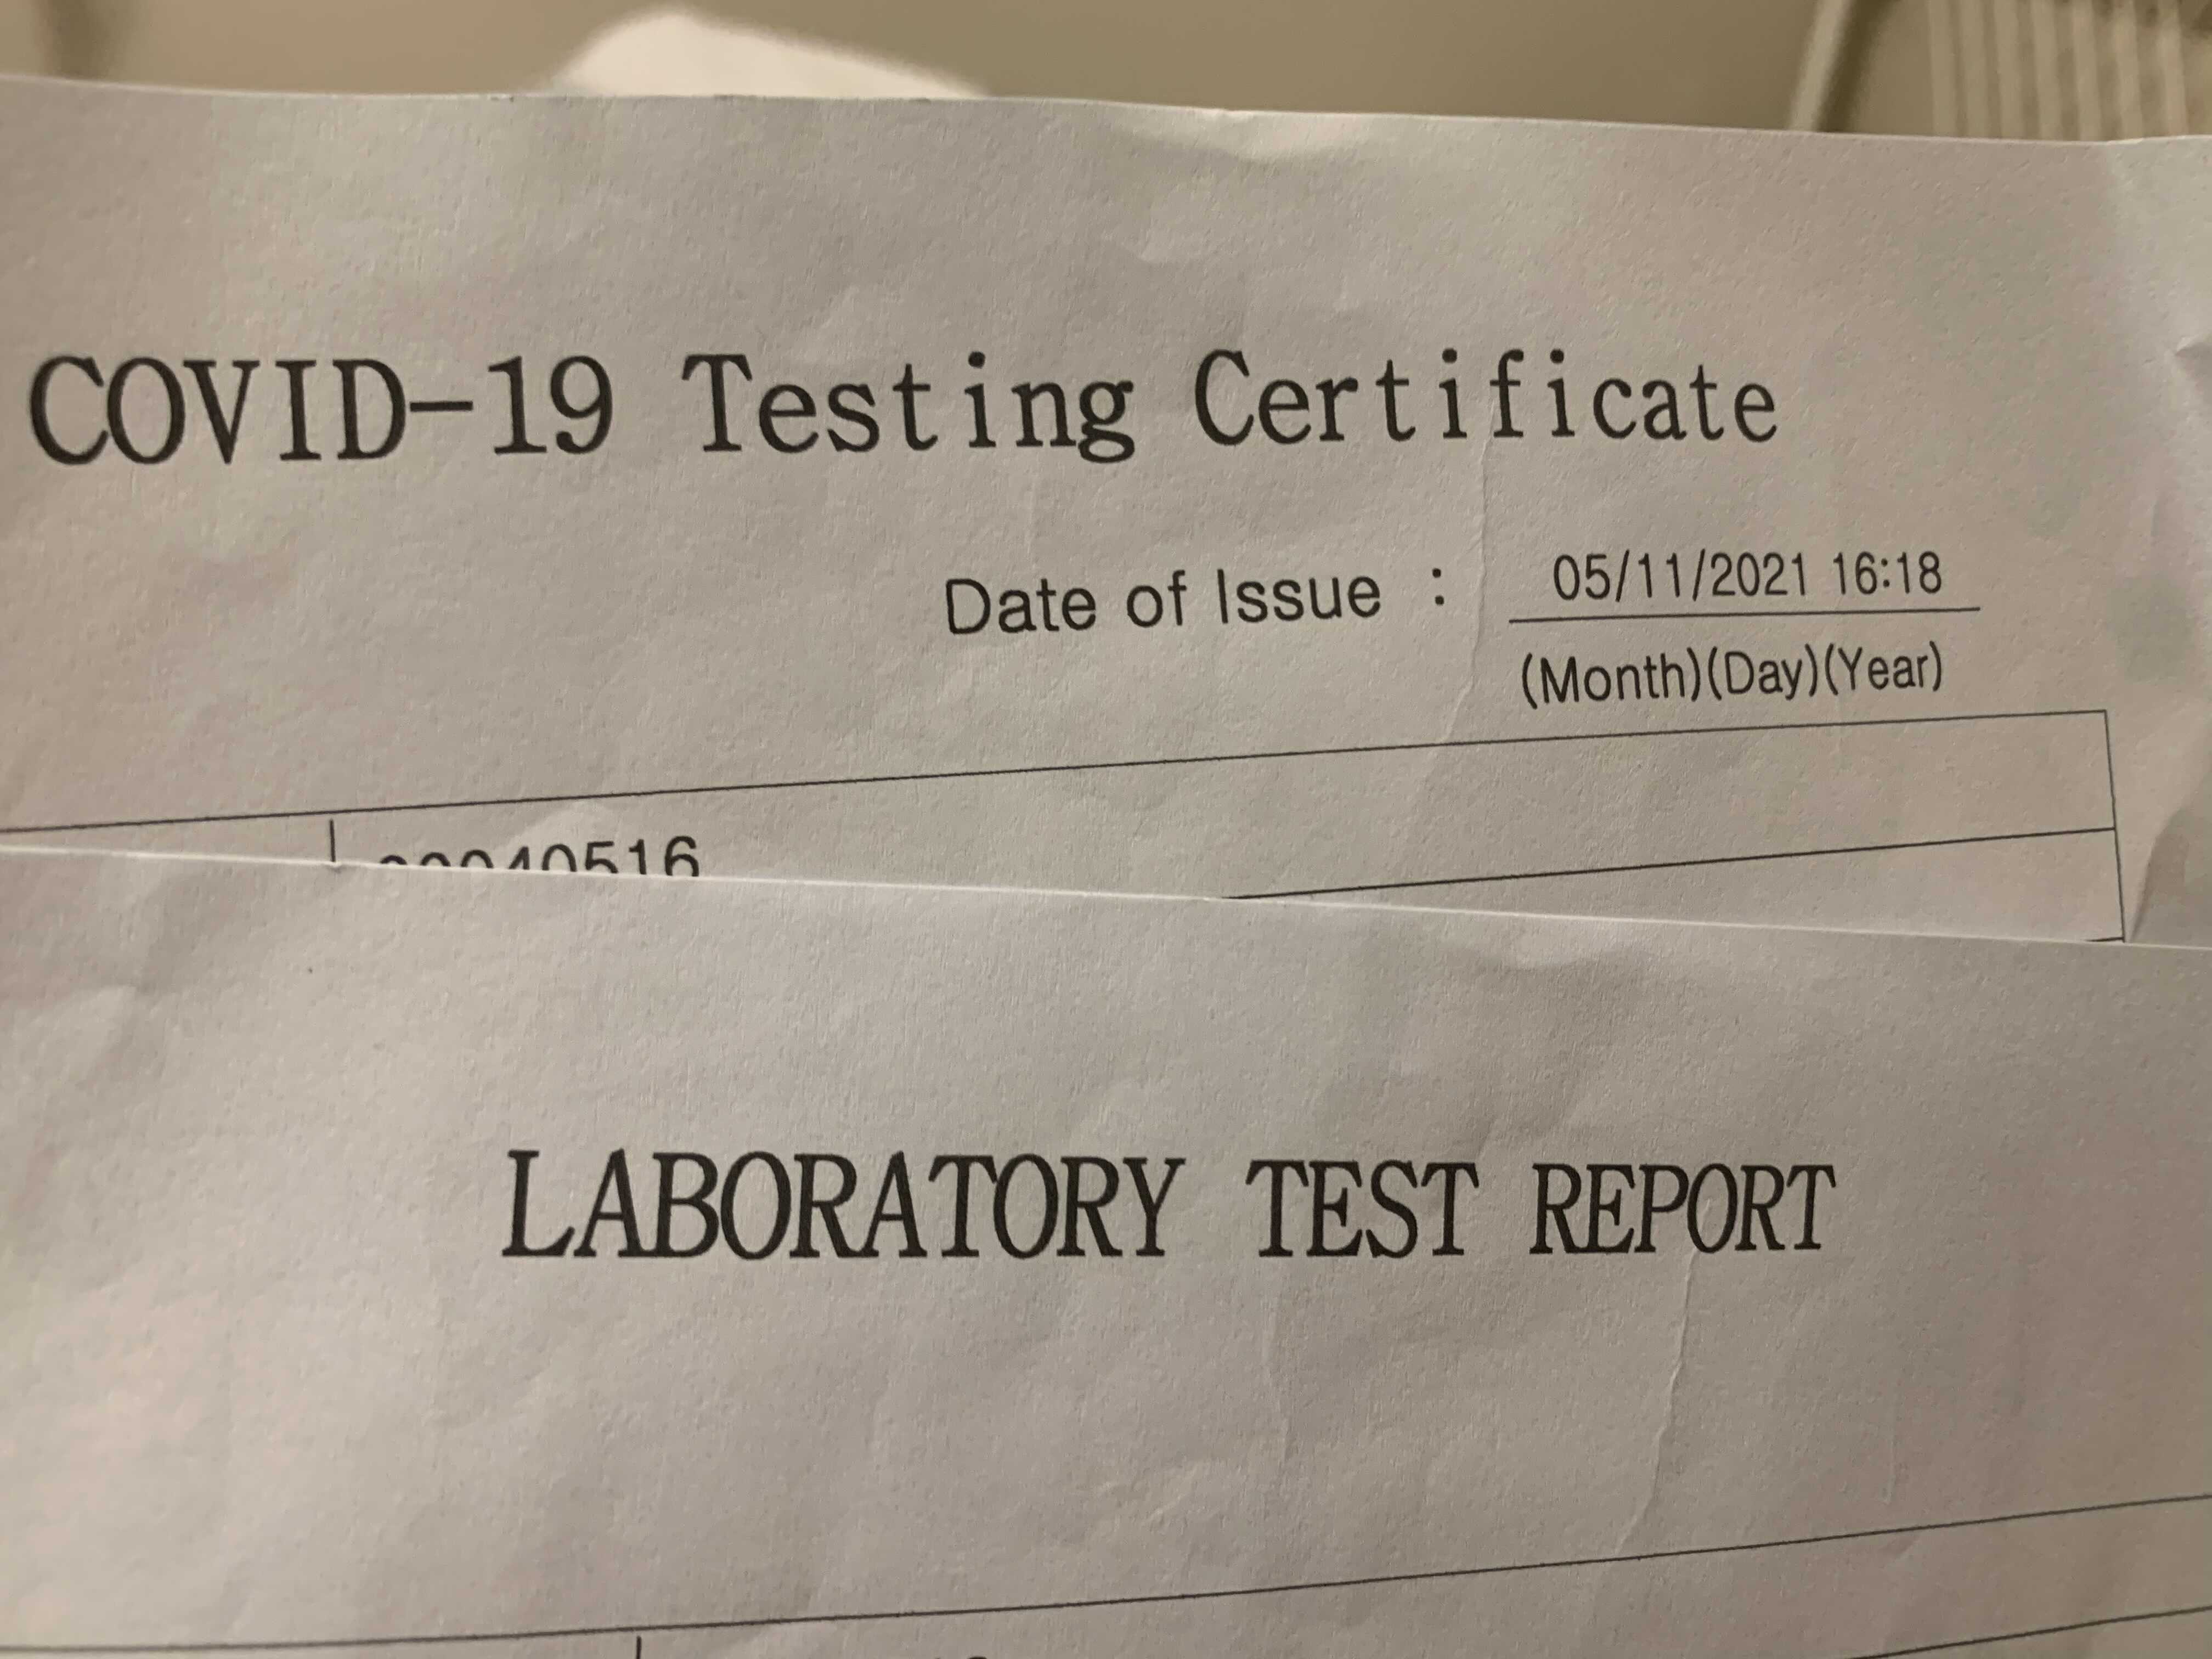 COVID-19 Testing Certificate
Date of Issue : 05/11/2021 16:18
(Month)(Day)(Year)
LABORATORY TEST REPORT